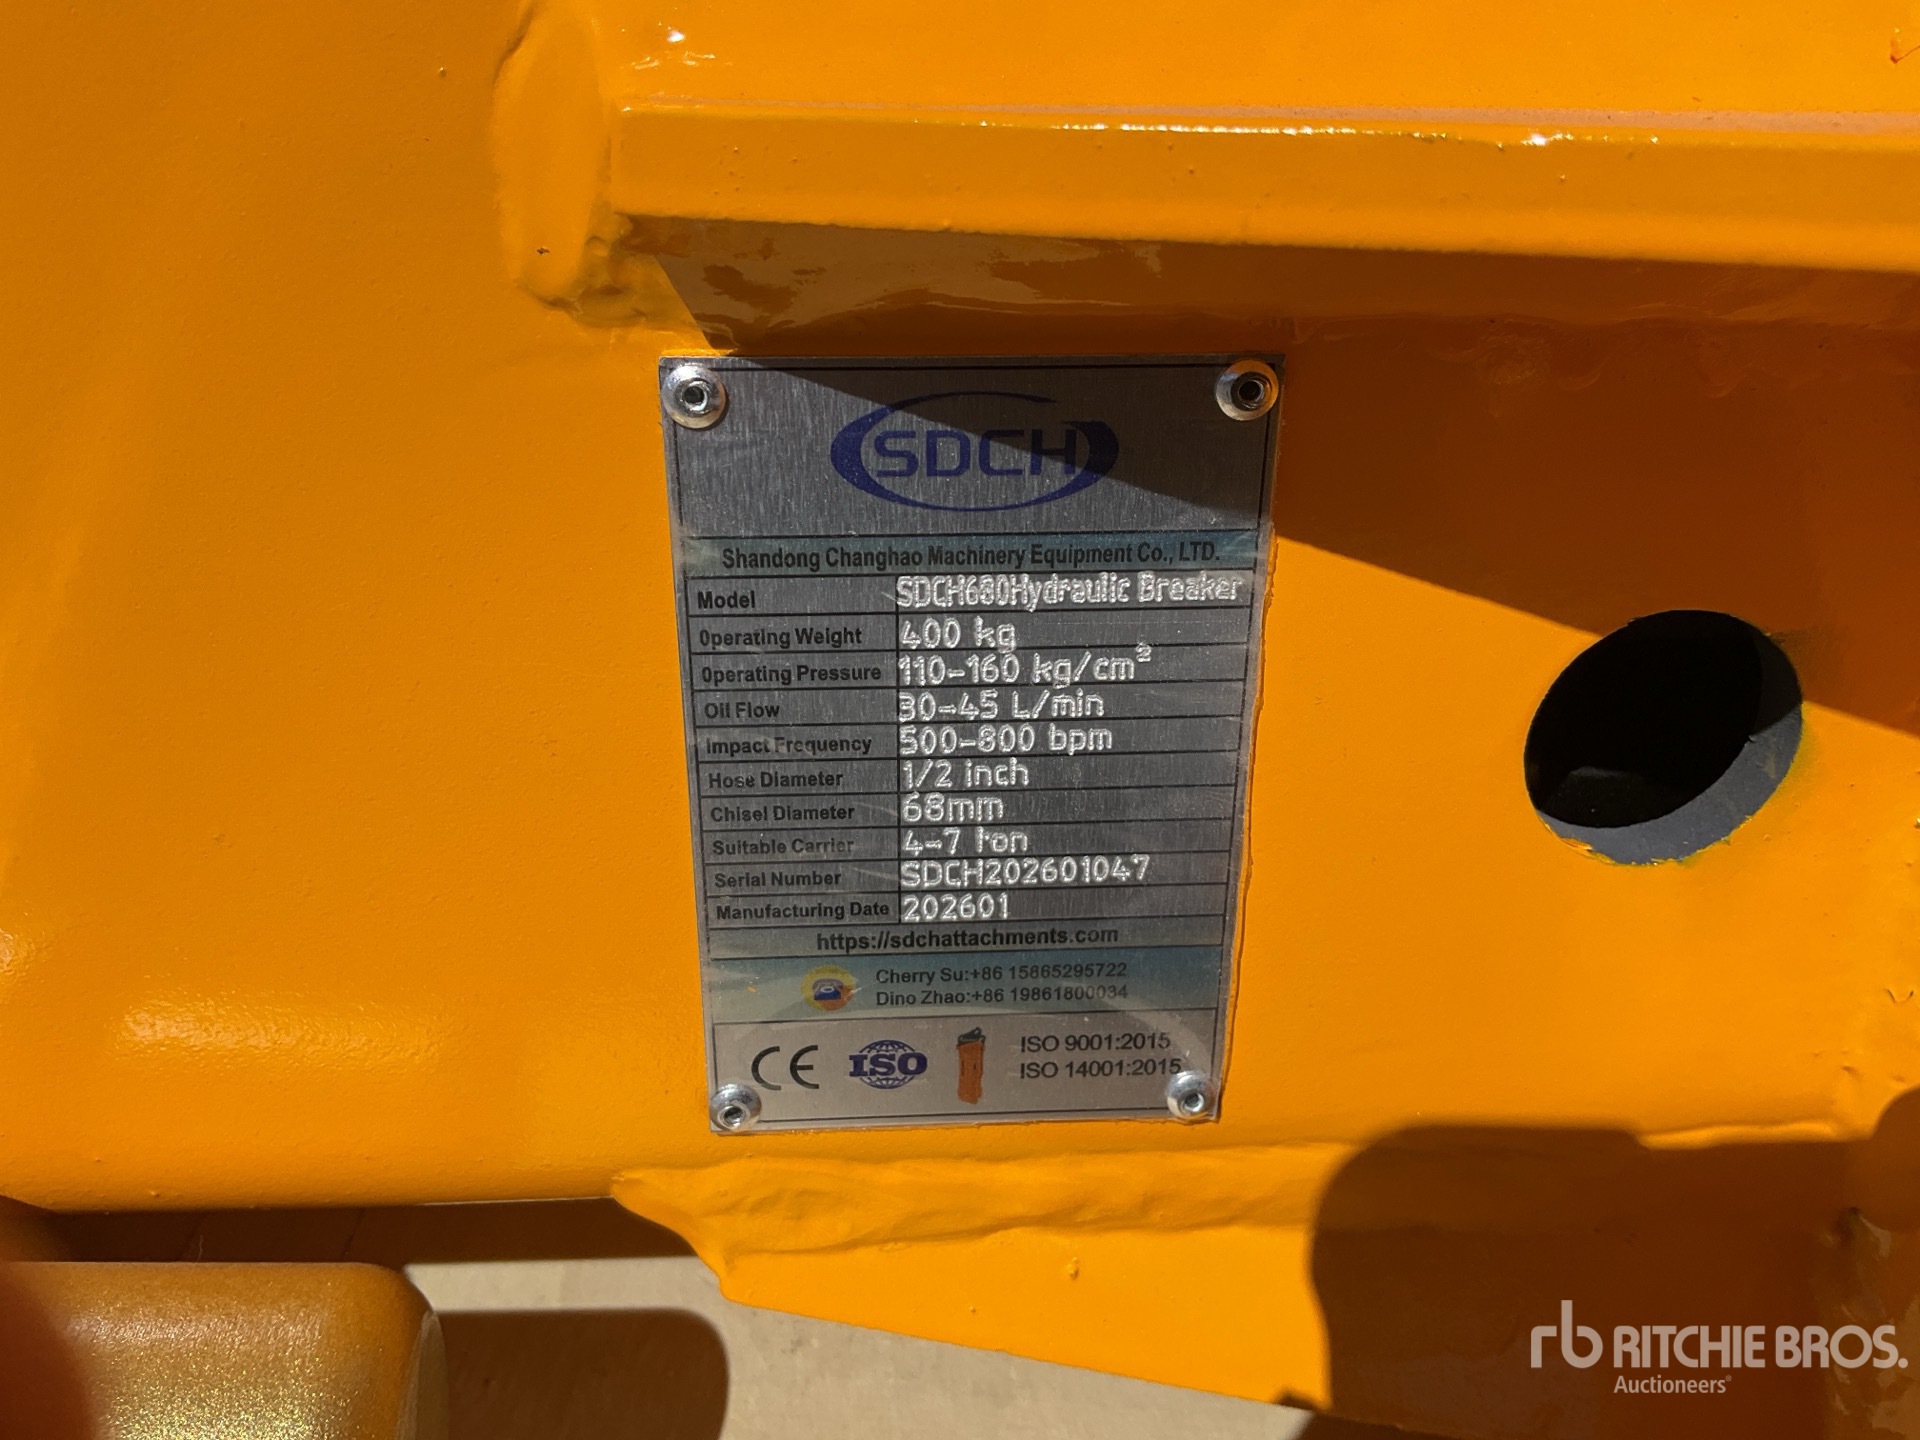 SDCH
Shandong Changhao Machinery Equipment Co., LTD.
Model SDCH680Hydraulic Breaker
Operating Weight 400 kg
Operating Pressure 110-160 kg/cm²
Oil Flow 30-45 L/min
Impact Frequency 500-800 bpm
Hose Diameter 1/2 inch
Chisel Diameter 68mm
Suitable Carrier 4-7 ton
Serial Number SDCH202601047
Manufacturing Date 202601
https://sdchattachments.com
Cherry Su:+86 15865295722
Dino Zhao:+86 19861800034
CE ISO ISO 9001:2015
ISO 14001:2015
rb RITCHIE BROS.
Auctioneers®